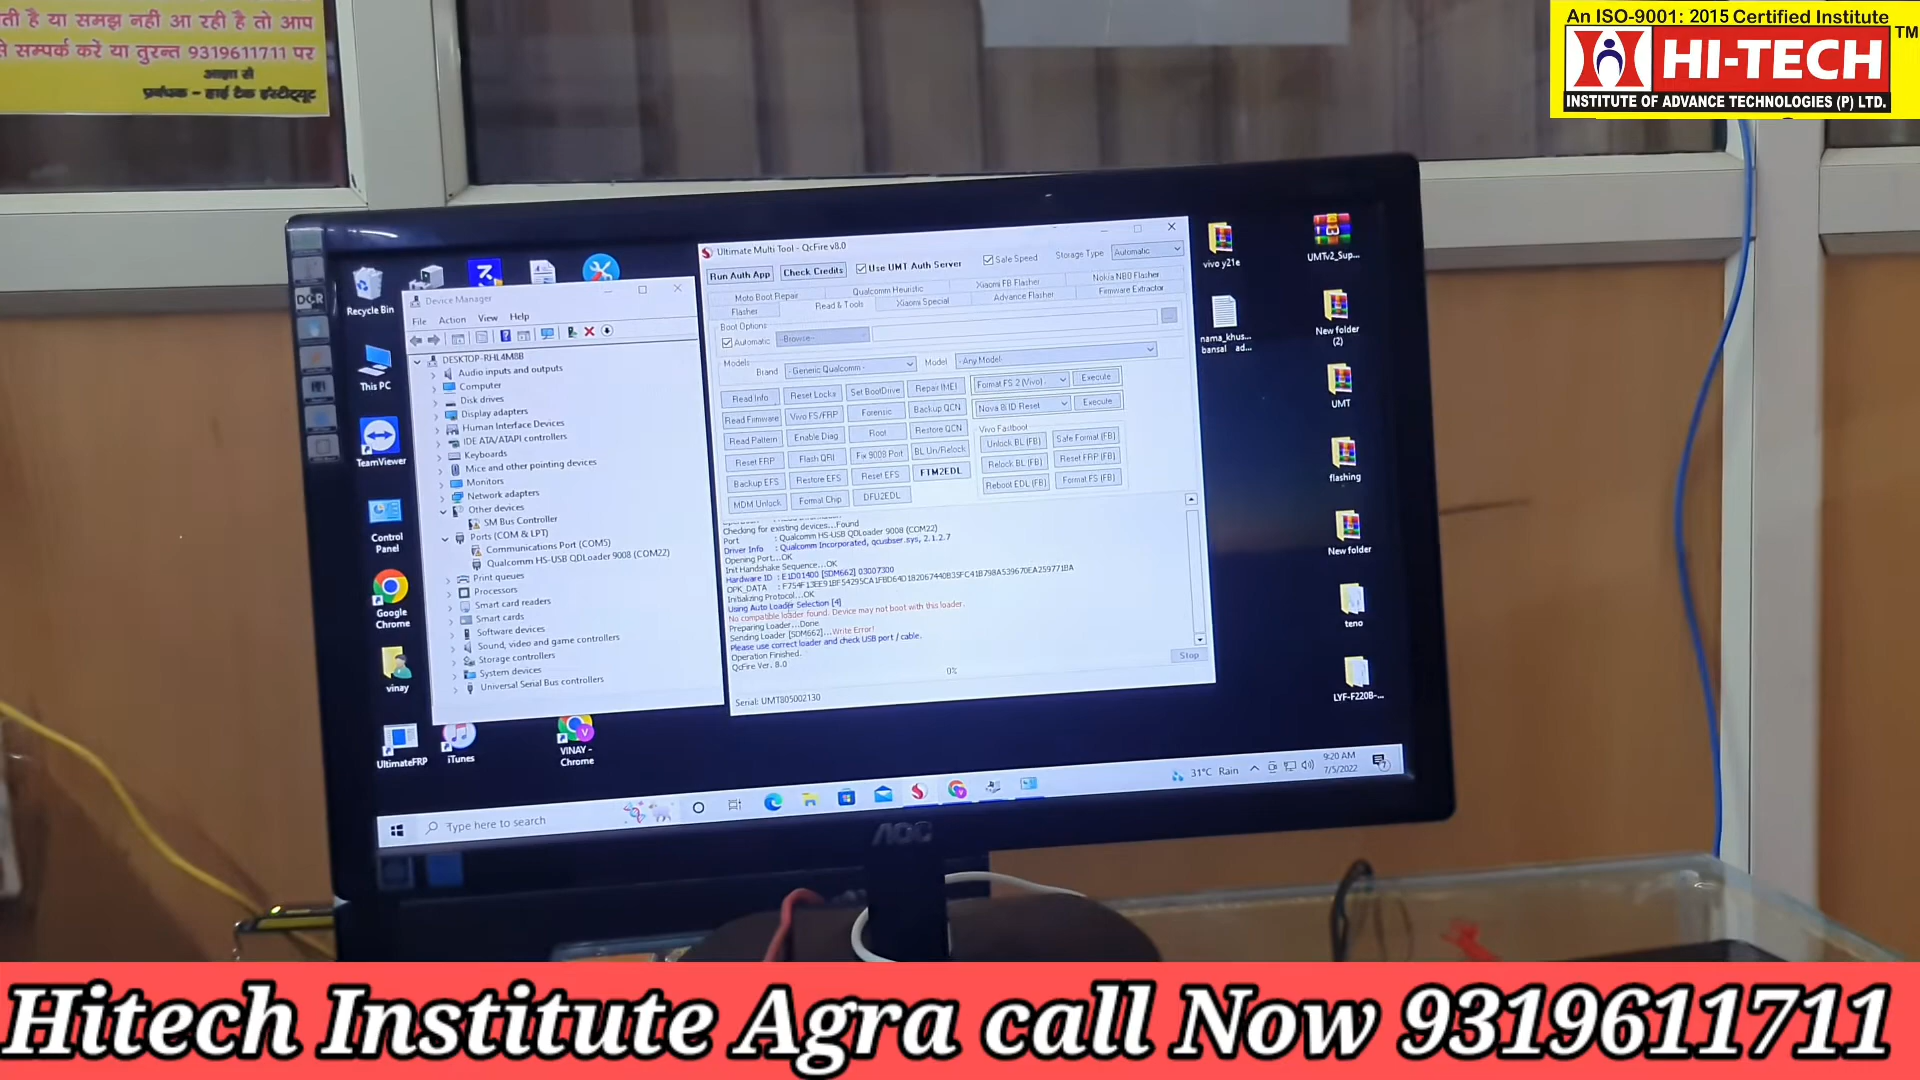 ती है या समझ नहीं आ रही है तो आप
से सम्पर्क करें या तुरन्त 9319611711 पर
आज्ञा से
प्रबंधक - हाई टैक इंस्टीट्यूट
An ISO-9001: 2015 Certified Institute
HI-TECH TM
INSTITUTE OF ADVANCE TECHNOLOGIES (P) LTD.
Recycle Bin
This PC
TeamViewer
Control Panel
Google Chrome
vinay
UltimateFRP
iTunes
VINAY - Chrome
Device Manager
File Action View Help
DESKTOP-RHL4M8B
Audio inputs and outputs
Computer
Disk drives
Display adapters
Human Interface Devices
IDE ATA/ATAPI controllers
Keyboards
Mice and other pointing devices
Monitors
Network adapters
Other devices
SM Bus Controller
Ports (COM & LPT)
Communications Port (COM5)
Qualcomm HS-USB QDLoader 9008 (COM22)
Print queues
Processors
Smart card readers
Smart cards
Software devices
Sound, video and game controllers
Storage controllers
System devices
Universal Serial Bus controllers
Ultimate Multi Tool - QcFire v8.0
Run Auth App Check Credits Use UMT Auth Server Safe Speed Storage Type Automatic
Moto Boot Repair Qualcomm Heuristic Xiaomi FB Flasher Nokia NB0 Flasher
Flasher Read & Tools Xiaomi Special Advance Flasher Firmware Extractor
Boot Options
Automatic -Browse-
Models
Brand - Generic Qualcomm - Model -Any Model-
Read Info Reset Locks Set BootDrive Repair IMEI Format FS 2 (Vivo) Execute
Read Firmware Vivo FS/FRP Forensic Backup QCN Nova B.ID Reset Execute
Read Pattern Enable Diag Root Restore QCN
Vivo Fastboot
Unlock BL (FB) Safe Format (FB)
Reset FRP Flash QRI Fix 9008 Port BL Un/Relock Relock BL (FB) Reset FRP (FB)
Backup EFS Restore EFS Reset EFS FTM2EDL Reboot EDL (FB) Format FS (FB)
MDM Unlock Format Chip DFU2EDL
Checking for existing devices...Found
Port : Qualcomm HS-USB QDLoader 9008 (COM22)
Driver Info : Qualcomm Incorporated, qcusbser.sys, 2.1.2.7
Opening Port...OK
Init Handshake Sequence...OK
Hardware ID : E1D01400 [SDM662] 03007300
Initializing Protocol...OK
Using Auto Loader Selection [4]
No compatible loader found. Device may not boot with this loader.
Preparing Loader...Done
Sending Loader [SDM662]...Write Error!
Please use correct loader and check USB port / cable.
Operation Finished.
QcFire Ver. 8.0
0%
Stop
Serial: UMT805002130
vivo y21e
nama_khus... bansal ad...
UMTv2_Sup...
New folder (2)
UMT
flashing
New folder
teno
LYF-F220B-...
Type here to search
31°C Rain
9:20 AM
7/5/2022
AOC
Hitech Institute Agra call Now 9319611711